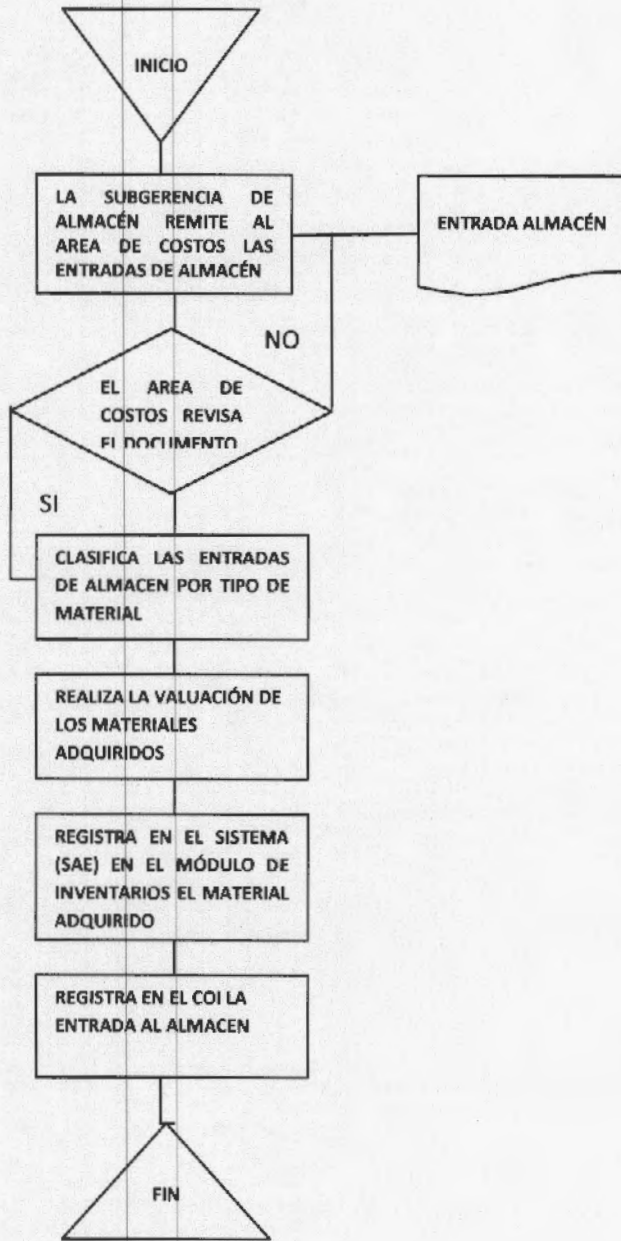 INICIO
LA SUBGERENCIA DE
ALMACÉN REMITE AL
AREA DE COSTOS LAS
ENTRADAS DE ALMACÉN
ENTRADA ALMACÉN
NO
EL AREA DE
COSTOS REVISA
EL DOCUMENTO
SI
CLASIFICA LAS ENTRADAS
DE ALMACEN POR TIPO DE
MATERIAL
REALIZA LA VALUACIÓN DE
LOS MATERIALES
ADQUIRIDOS
REGISTRA EN EL SISTEMA
(SAE) EN EL MÓDULO DE
INVENTARIOS EL MATERIAL
ADQUIRIDO
REGISTRA EN EL COI LA
ENTRADA AL ALMACEN
FIN